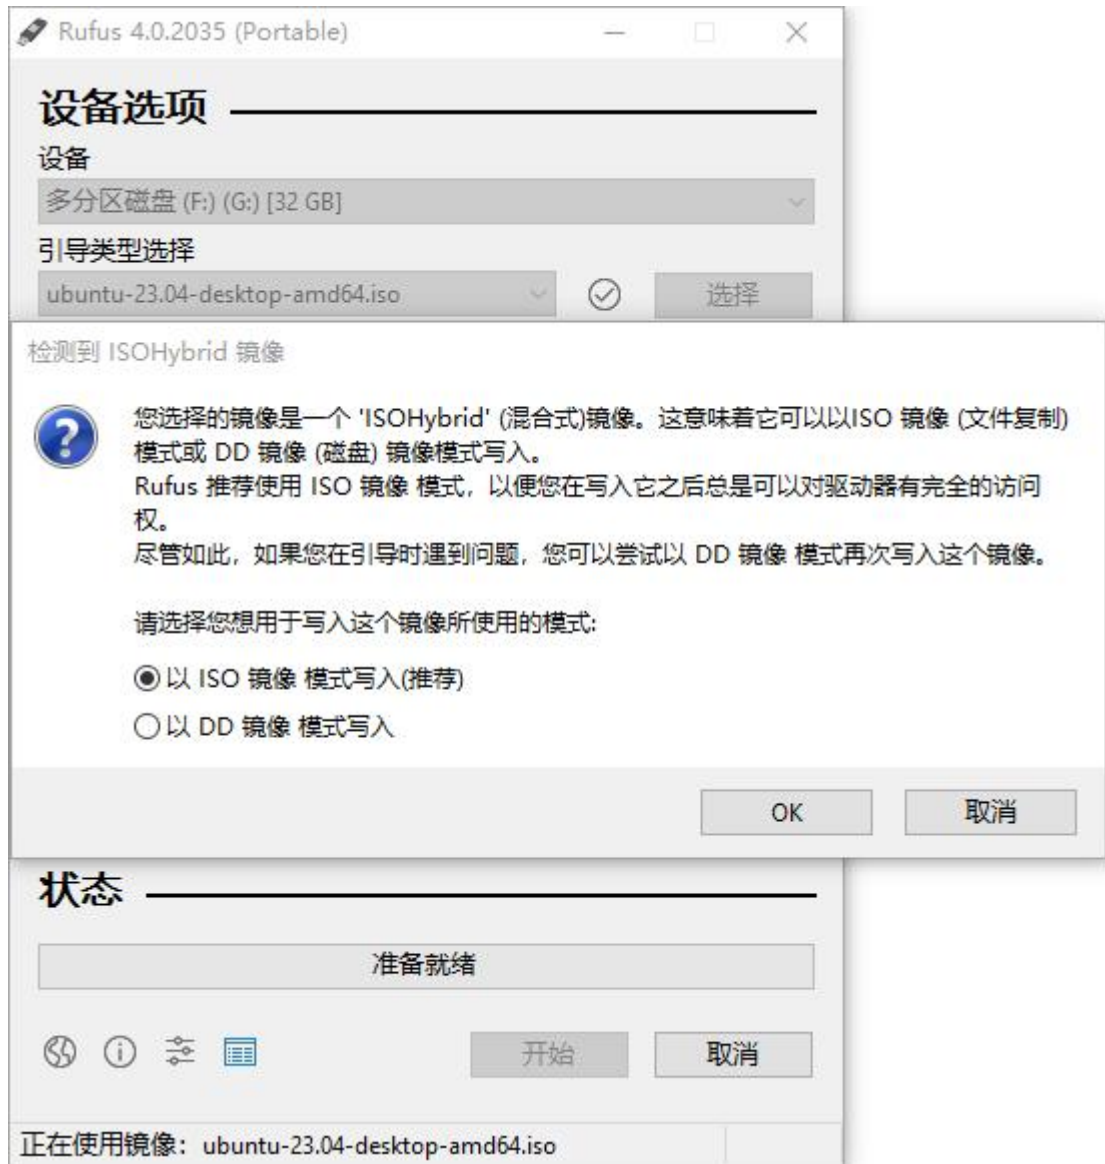 Rufus 4.0.2035 (Portable)
设备选项
设备
多分区磁盘 (F:) (G:) [32 GB]
引导类型选择
ubuntu-23.04-desktop-amd64.iso
选择
检测到 ISOHybrid 镜像
您选择的镜像是一个 'ISOHybrid' (混合式)镜像。这意味着它可以以ISO 镜像 (文件复制)
模式或 DD 镜像 (磁盘) 镜像模式写入。
Rufus 推荐使用 ISO 镜像 模式，以便您在写入它之后总是可以对驱动器有完全的访问
权。
尽管如此，如果您在引导时遇到问题，您可以尝试以 DD 镜像 模式再次写入这个镜像。
请选择您想用于写入这个镜像所使用的模式:
以 ISO 镜像 模式写入(推荐)
以 DD 镜像 模式写入
OK
取消
状态
准备就绪
开始
取消
正在使用镜像：ubuntu-23.04-desktop-amd64.iso